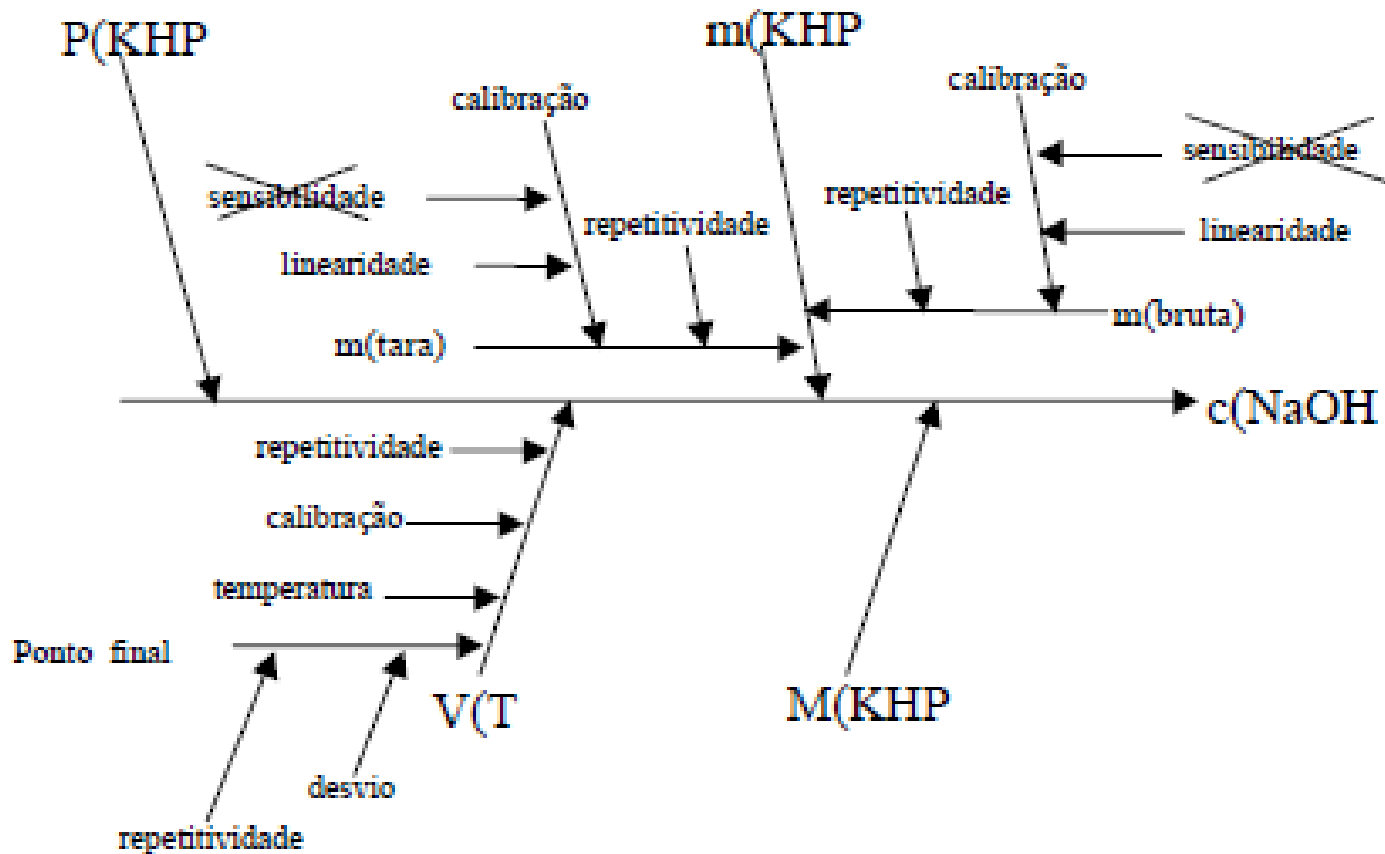 P(KHP
m(KHP
calibração
calibração
sensibilidade
sensibilidade
repetitividade
repetitividade
linearidade
linearidade
m(bruta)
m(tara)
c(NaOH
repetitividade
calibração
temperatura
Ponto final
V(T
M(KHP
desvio
repetitividade